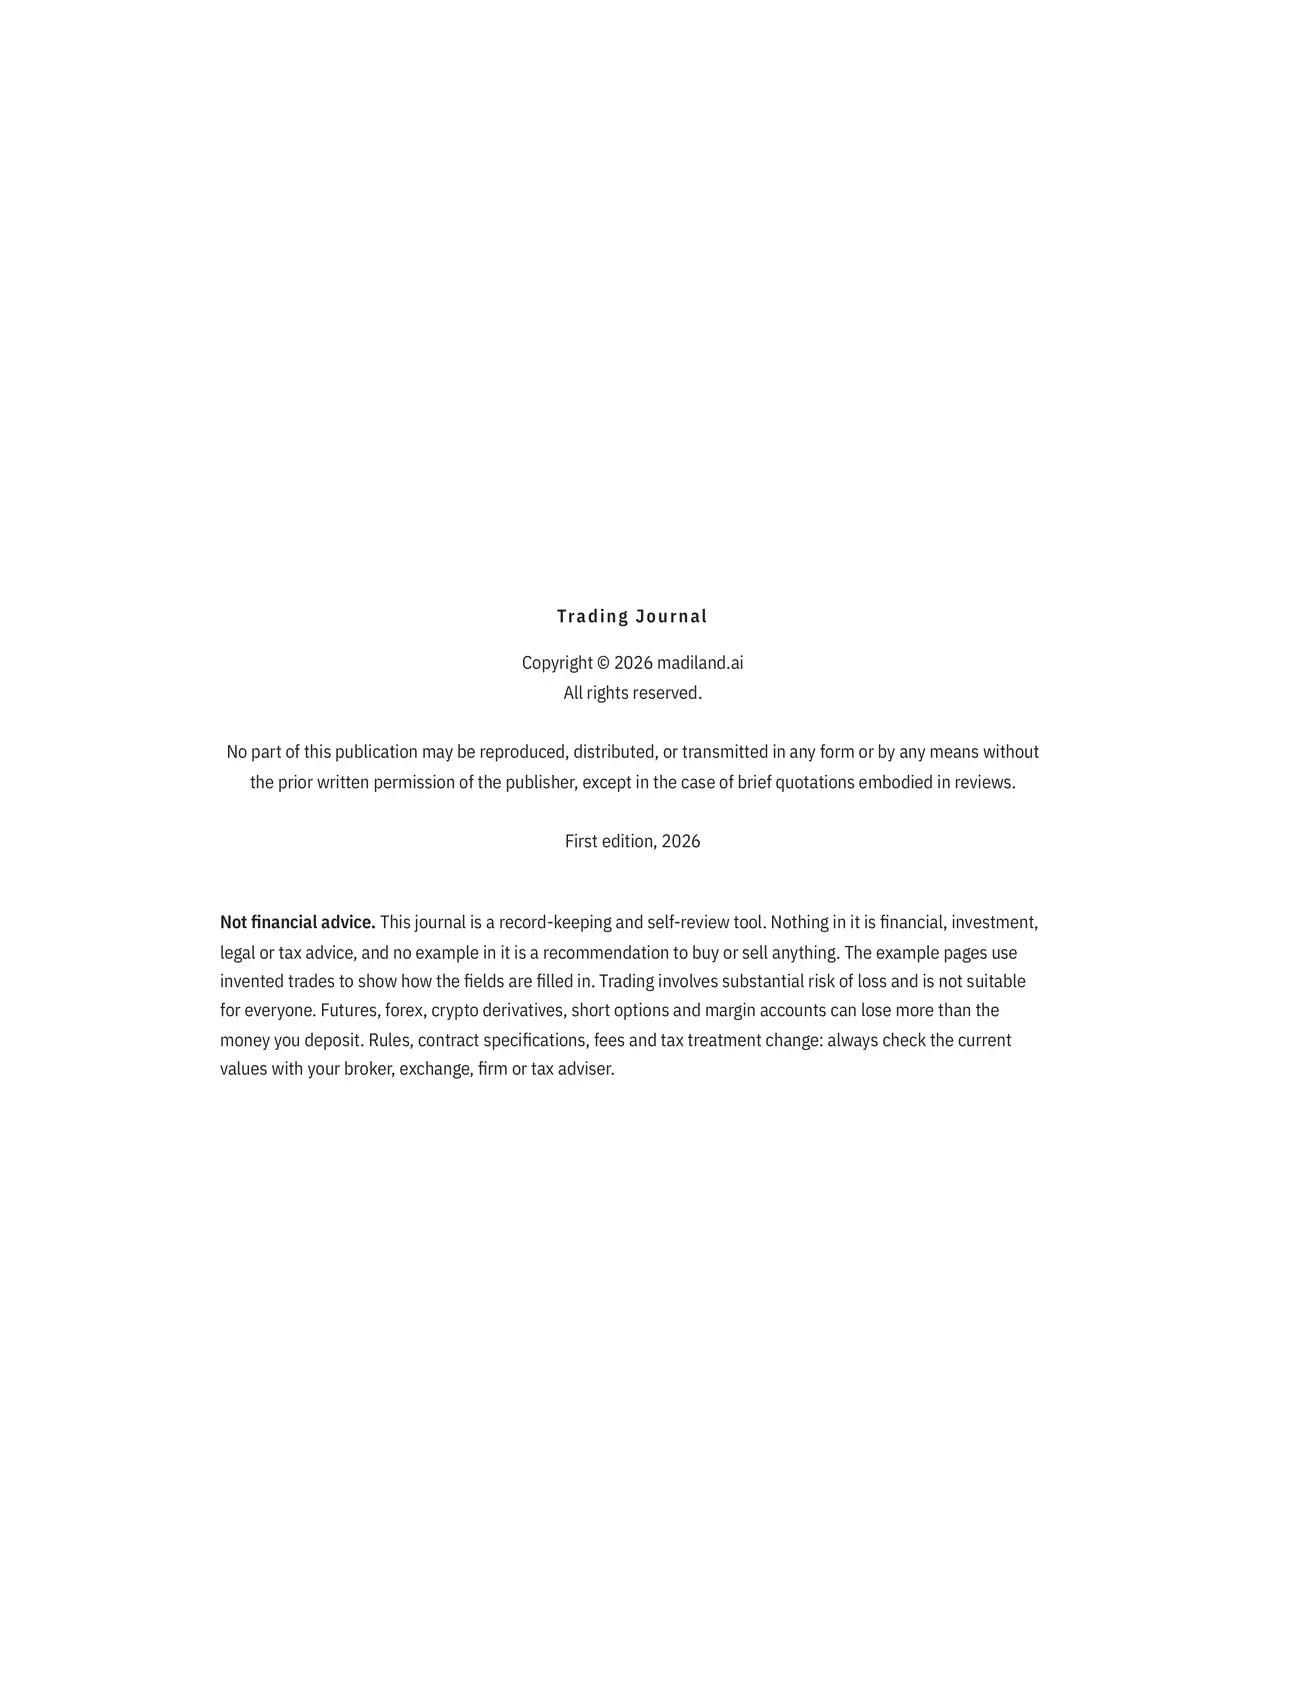 Trading Journal
Copyright © 2026 madiland.ai
All rights reserved.
No part of this publication may be reproduced, distributed, or transmitted in any form or by any means without
the prior written permission of the publisher, except in the case of brief quotations embodied in reviews.
First edition, 2026
Not financial advice. This journal is a record-keeping and self-review tool. Nothing in it is financial, investment,
legal or tax advice, and no example in it is a recommendation to buy or sell anything. The example pages use
invented trades to show how the fields are filled in. Trading involves substantial risk of loss and is not suitable
for everyone. Futures, forex, crypto derivatives, short options and margin accounts can lose more than the
money you deposit. Rules, contract specifications, fees and tax treatment change: always check the current
values with your broker, exchange, firm or tax adviser.